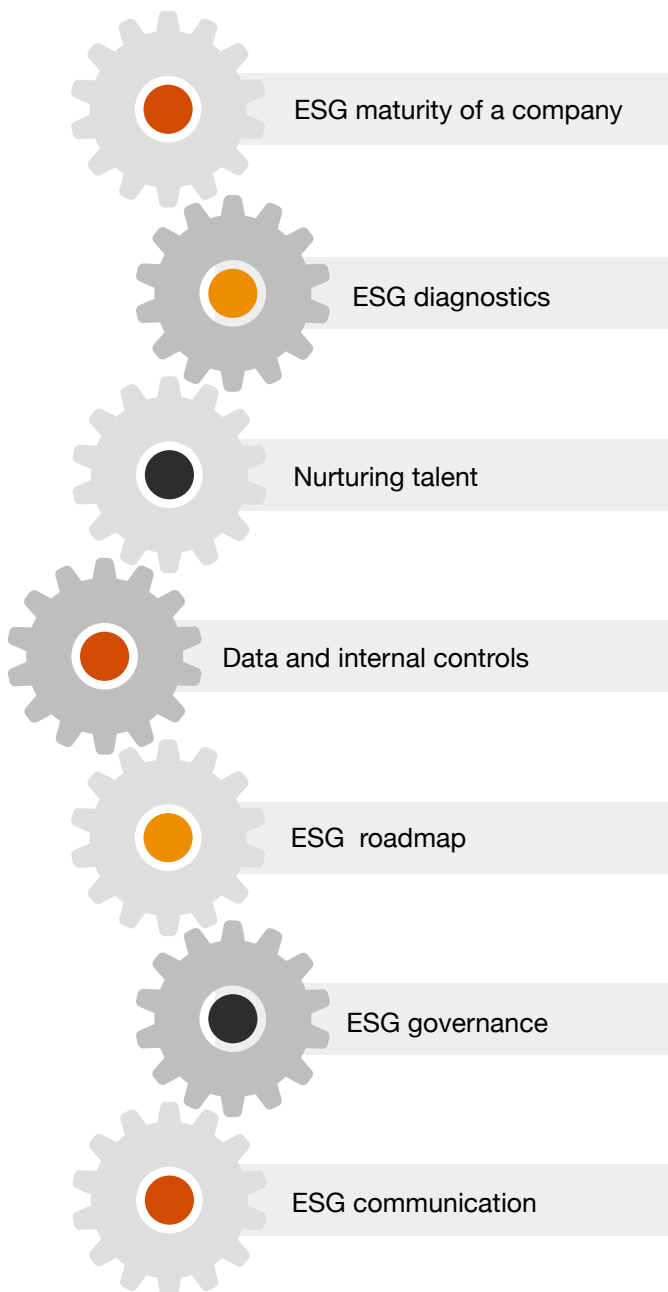 ESG maturity of a company
ESG diagnostics
Nurturing talent
Data and internal controls
ESG roadmap
ESG governance
ESG communication